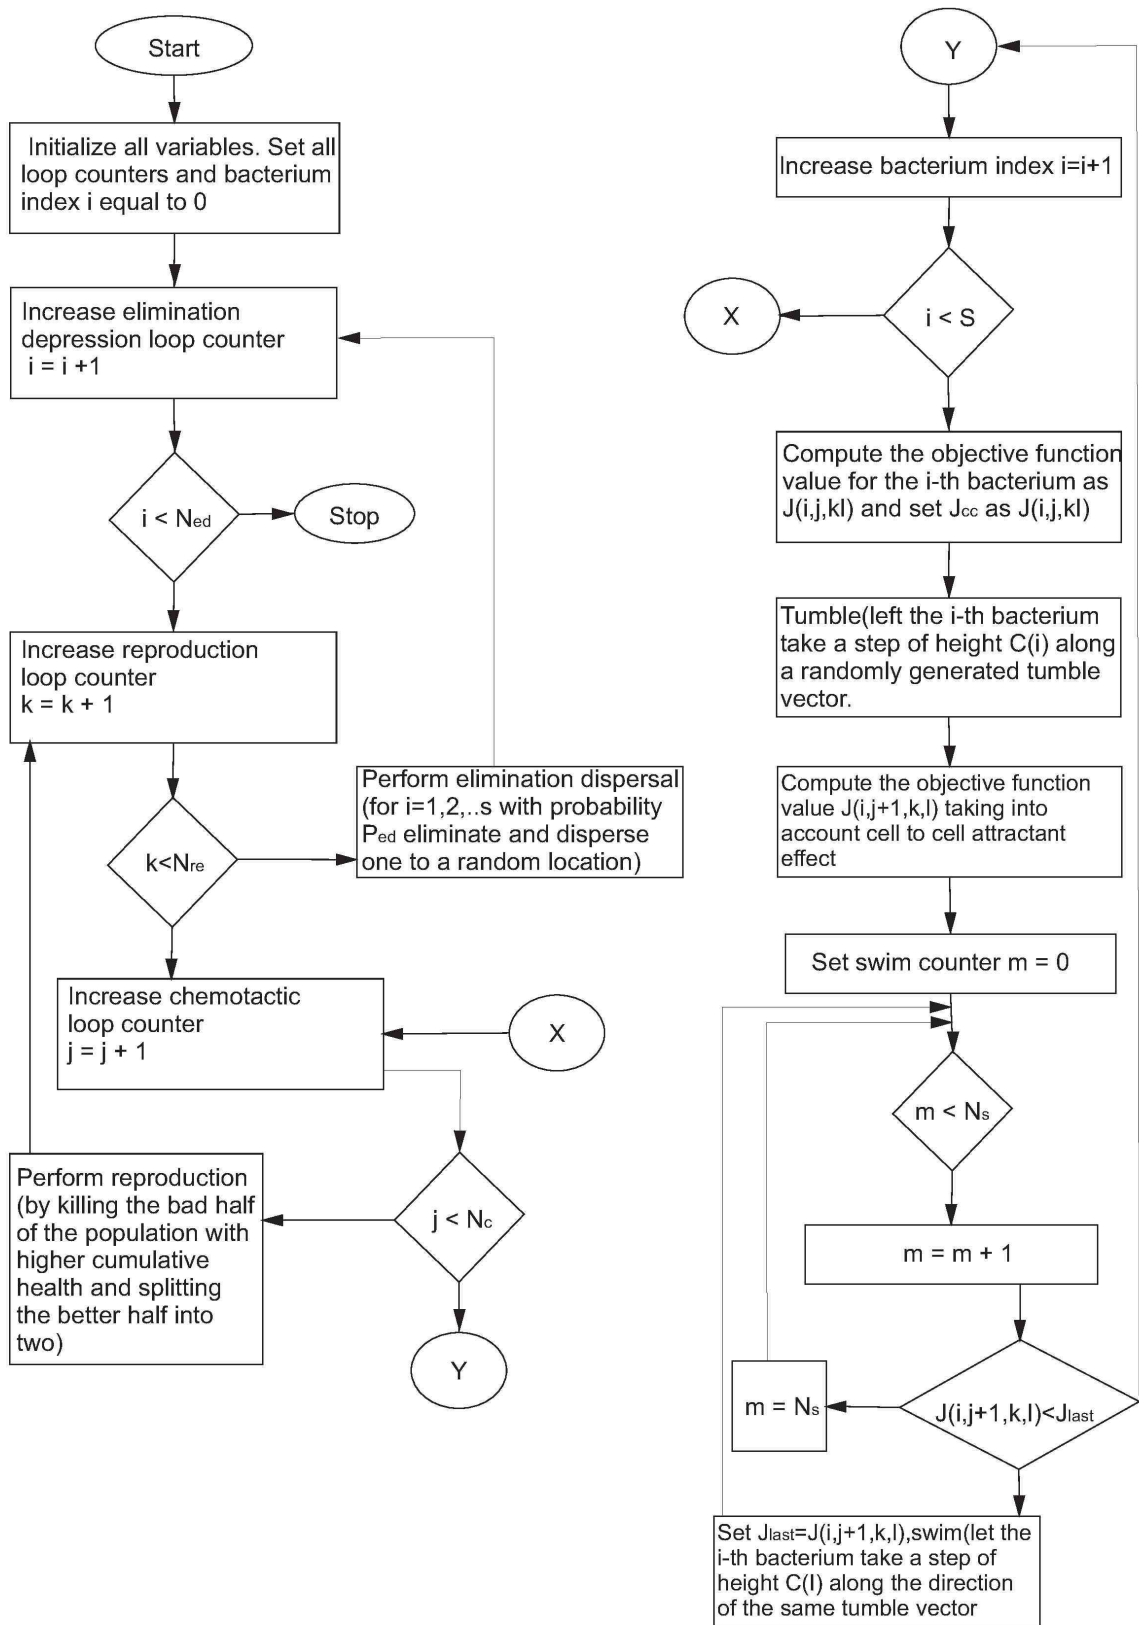 Start
Initialize all variables. Set all
loop counters and bacterium
index i equal to 0
Increase elimination
depression loop counter
i = i +1
i < Ned
Stop
Increase reproduction
loop counter
k = k + 1
k<Nre
Perform elimination dispersal
(for i=1,2,..s with probability
Ped eliminate and disperse
one to a random location)
Increase chemotactic
loop counter
j = j + 1
X
j < Nc
Perform reproduction
(by killing the bad half
of the population with
higher cumulative
health and splitting
the better half into
two)
Y
Y
Increase bacterium index i=i+1
i < S
X
Compute the objective function
value for the i-th bacterium as
J(i,j,kl) and set Jcc as J(i,j,kl)
Tumble(left the i-th bacterium
take a step of height C(i) along
a randomly generated tumble
vector.
Compute the objective function
value J(i,j+1,k,l) taking into
account cell to cell attractant
effect
Set swim counter m = 0
m < Ns
m = m + 1
J(i,j+1,k,l)<Jlast
m = Ns
Set Jlast=J(i,j+1,k,l),swim(let the
i-th bacterium take a step of
height C(I) along the direction
of the same tumble vector